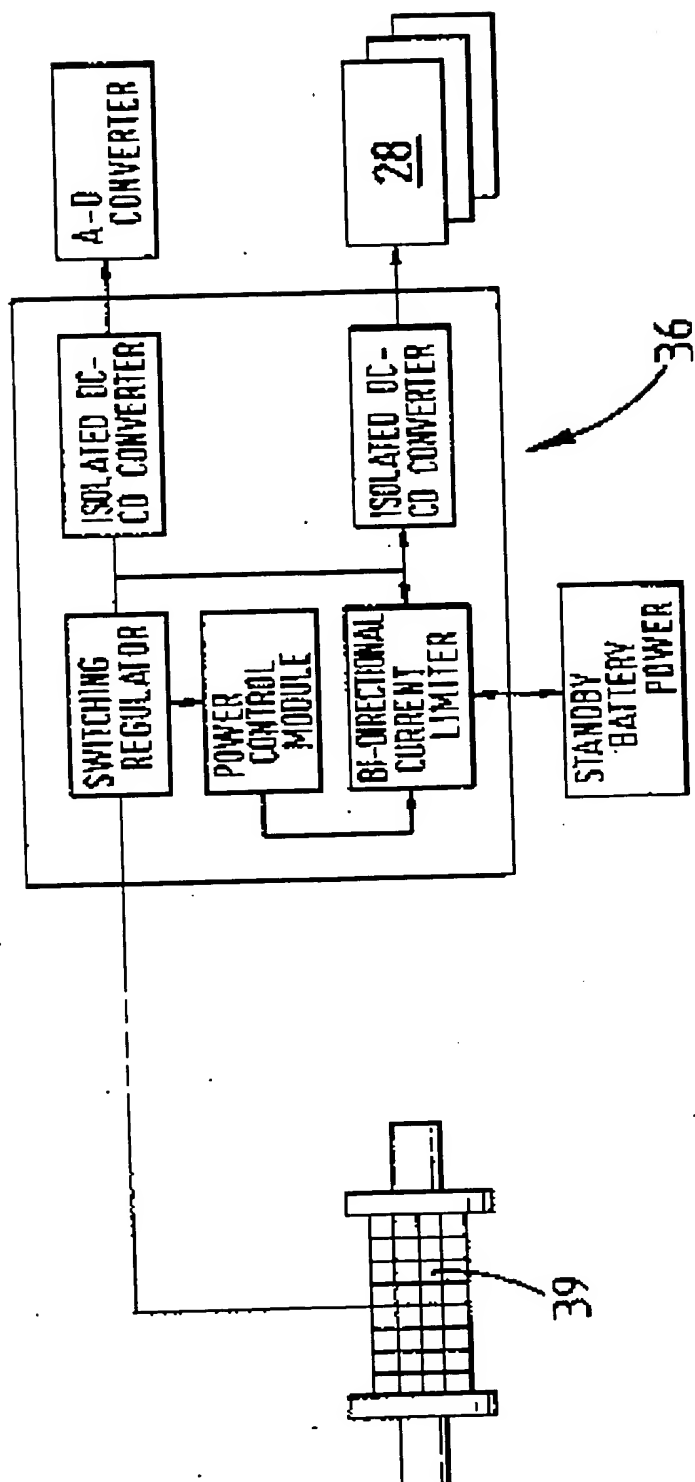 A-D
CONVERTER
ISOLATED DC-
CD CONVERTER
SWITCHING
REGULATOR
POWER
CONTROL
MODULE
BI-DIRECTIONAL
CURRENT
LIMITER
ISOLATED DC-
CD CONVERTER
28
STANDBY
BATTERY
POWER
36
39